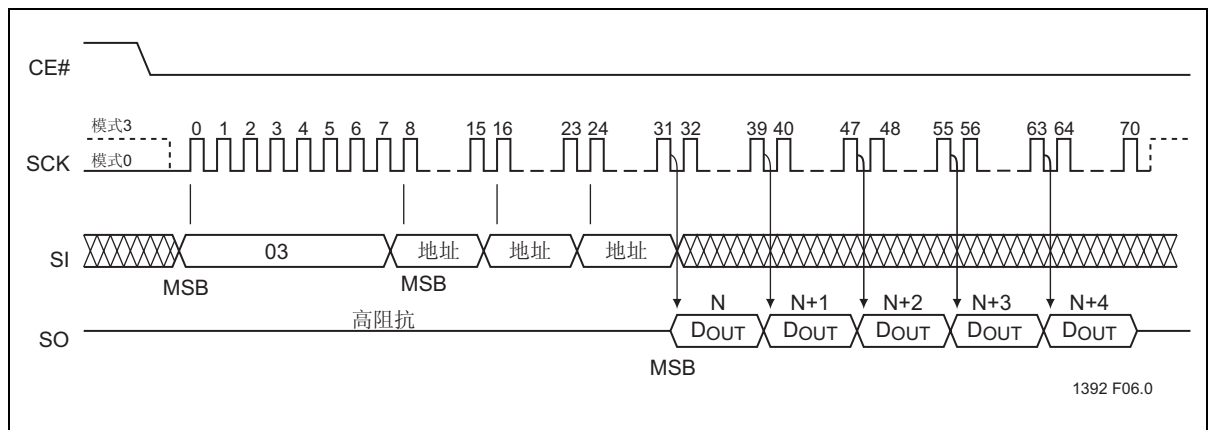 CE#
模式3
0 1 2 3 4 5 6 7 8 15 16 23 24 31 32 39 40 47 48 55 56 63 64 70
SCK
模式0
SI
03 地址 地址 地址
MSB MSB
高阻抗
N N+1 N+2 N+3 N+4
SO
DOUT DOUT DOUT DOUT DOUT
MSB
1392 F06.0